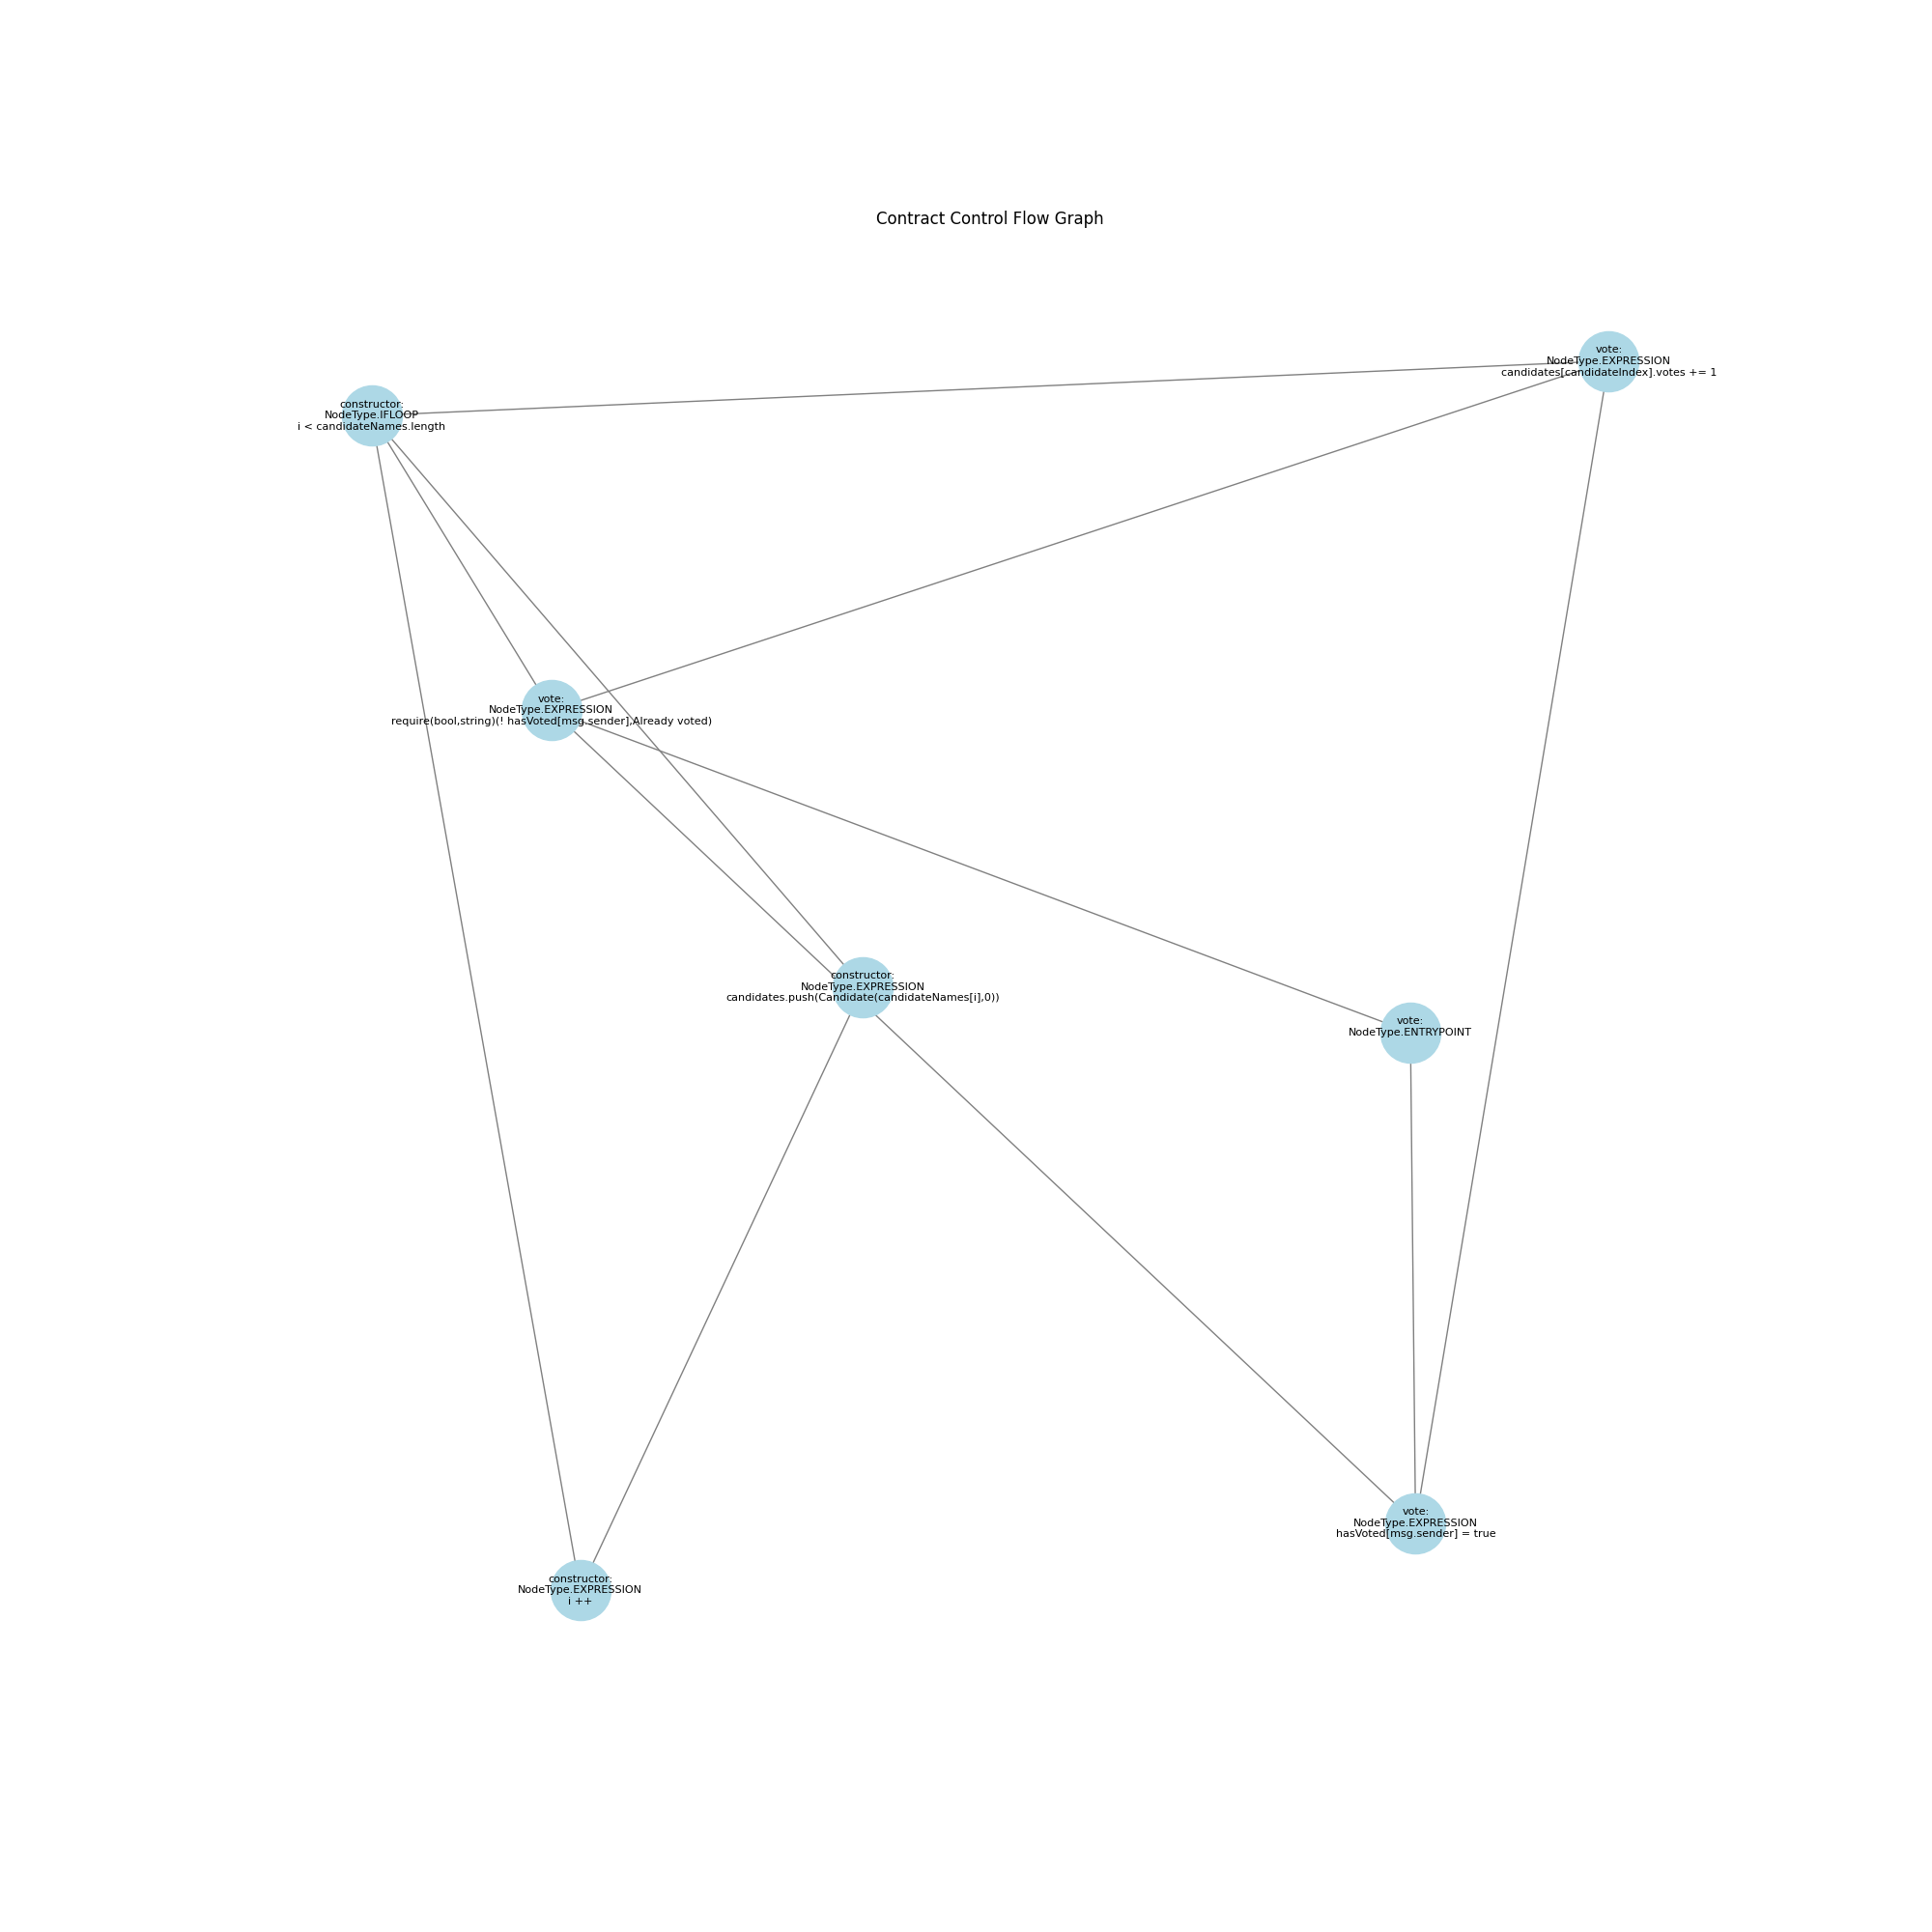 Contract Control Flow Graph
vote:
NodeType.EXPRESSION
candidates[candidateIndex].votes += 1
constructor:
NodeType.IFLOOP
i < candidateNames.length
vote:
NodeType.EXPRESSION
require(bool,string)(! hasVoted[msg.sender],Already voted)
constructor:
NodeType.EXPRESSION
candidates.push(Candidate(candidateNames[i],0))
vote:
NodeType.ENTRYPOINT
vote:
NodeType.EXPRESSION
hasVoted[msg.sender] = true
constructor:
NodeType.EXPRESSION
i ++